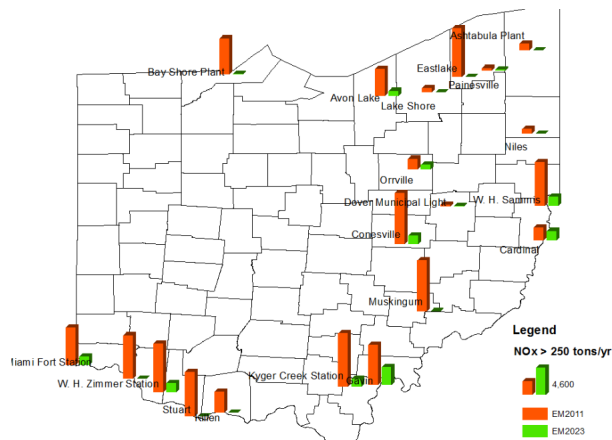 Ashtabula Plant
Bay Shore Plant
Eastlake
Painesville
Avon Lake
Lake Shore
Niles
Orrville
Dover Municipal Light
W. H. Sammis
Conesville
Cardinal
Muskingum
Legend
NOx > 250 tons/yr
Miami Fort Station
Kyger Creek Station
Gavin
W. H. Zimmer Station
4,600
Stuart
Killen
EM2011
EM2023